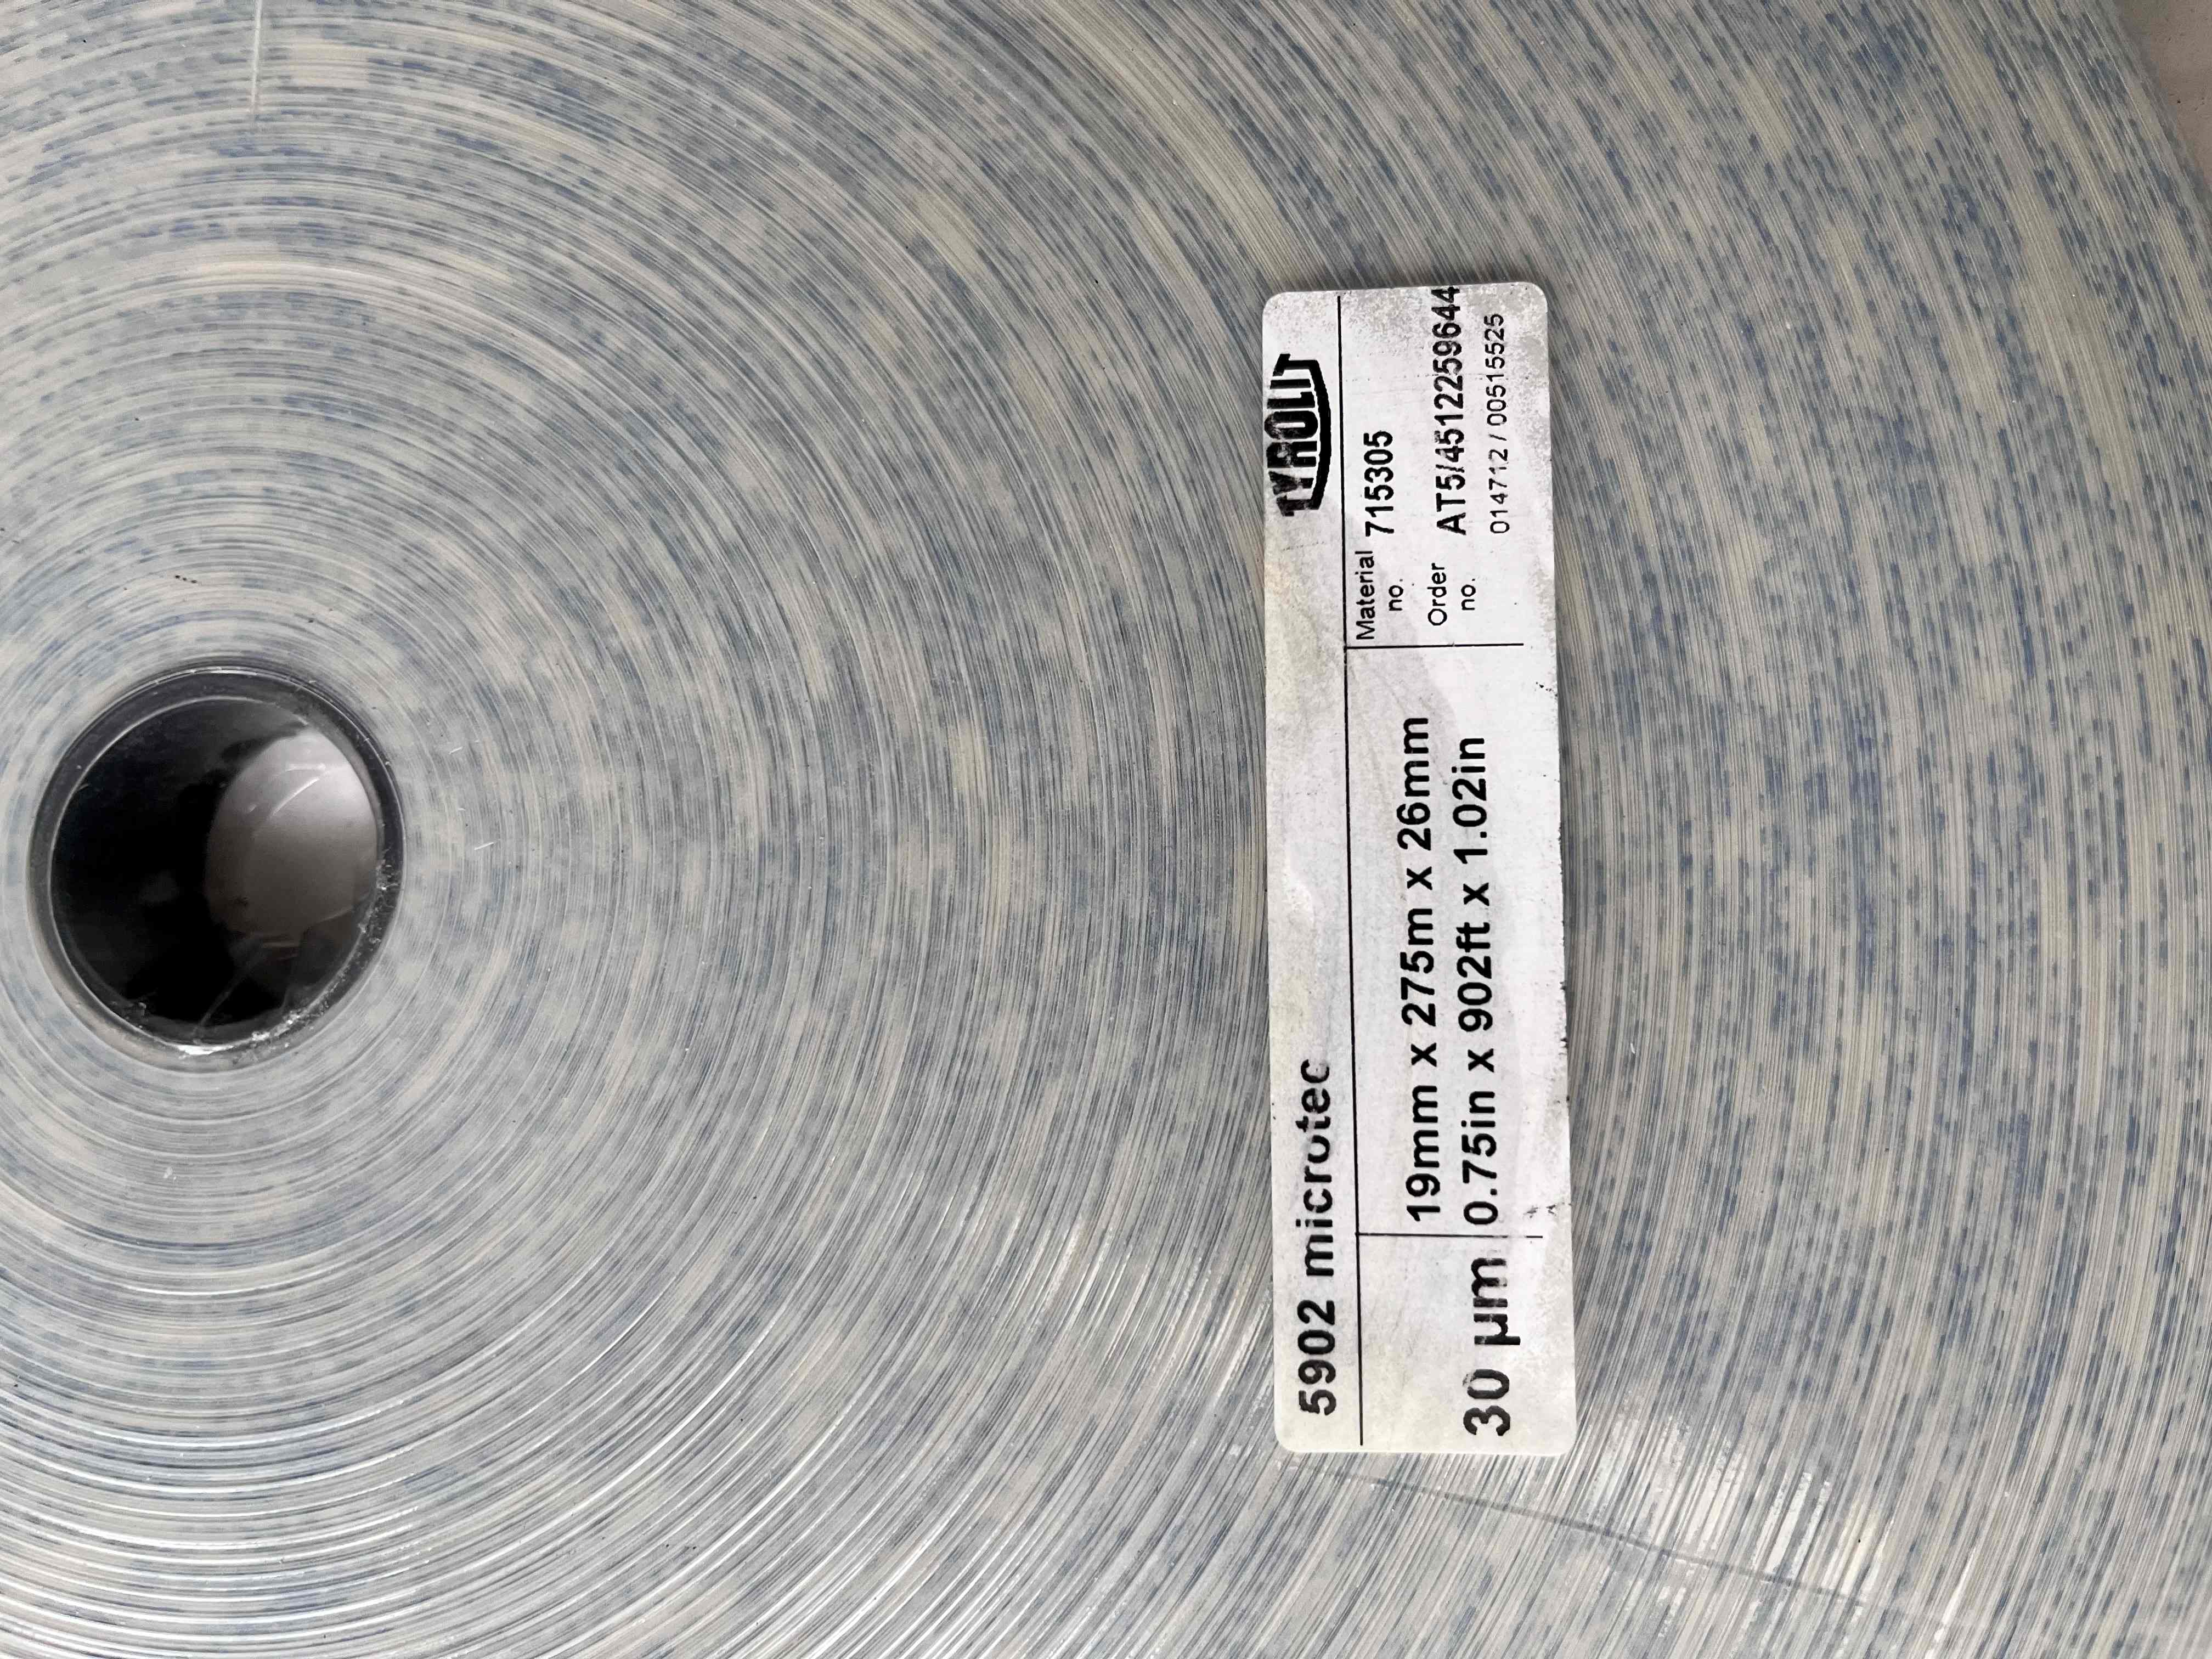 5902 microtec TYROLIT
30 µm
19mm x 275m x 26mm
0.75in x 902ft x 1.02in
Material no. 715305
Order no. AT5/4512259644
014712 / 00515525